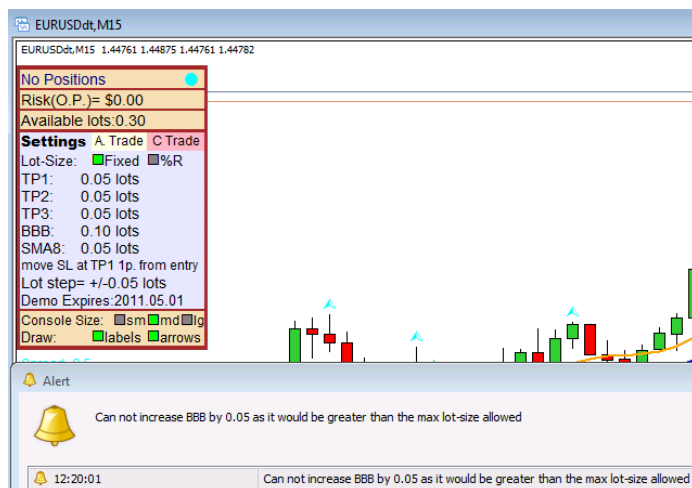 EURUSDdt,M15
EURUSDdt,M15 1.44761 1.44875 1.44761 1.44782
No Positions
Risk(O.P.)= $0.00
Available lots:0.30
Settings A. Trade C Trade
Lot-Size: Fixed %R
TP1: 0.05 lots
TP2: 0.05 lots
TP3: 0.05 lots
BBB: 0.10 lots
SMA8: 0.05 lots
move SL at TP1 1p. from entry
Lot step= +/-0.05 lots
Demo Expires:2011.05.01
Console Size: sm md lg
Draw: labels arrows
Alert
Can not increase BBB by 0.05 as it would be greater than the max lot-size allowed
12:20:01 Can not increase BBB by 0.05 as it would be greater than the max lot-size allowed